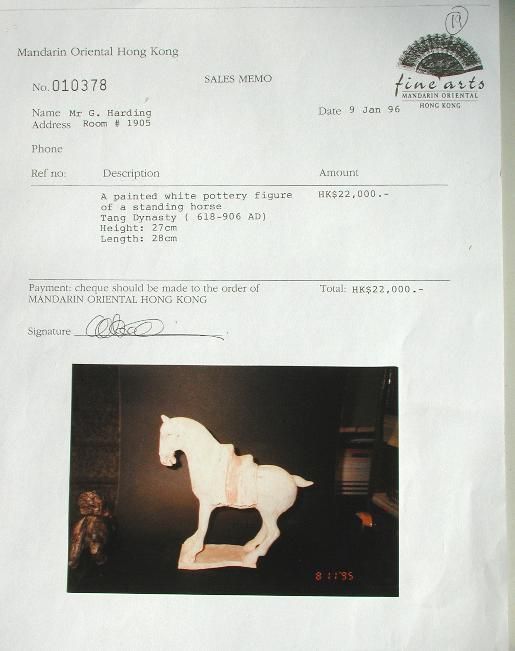 19
Mandarin Oriental Hong Kong
fine arts
MANDARIN ORIENTAL
HONG KONG
No. 010378
SALES MEMO
Name Mr G. Harding
Date 9 Jan 96
Address Room # 1905
Phone
Ref no: Description Amount
A painted white pottery figure HK$22,000.-
of a standing horse
Tang Dynasty ( 618-906 AD)
Height: 27cm
Length: 28cm
Payment: cheque should be made to the order of Total: HK$22,000.-
MANDARIN ORIENTAL HONG KONG
Signature
8 11'95